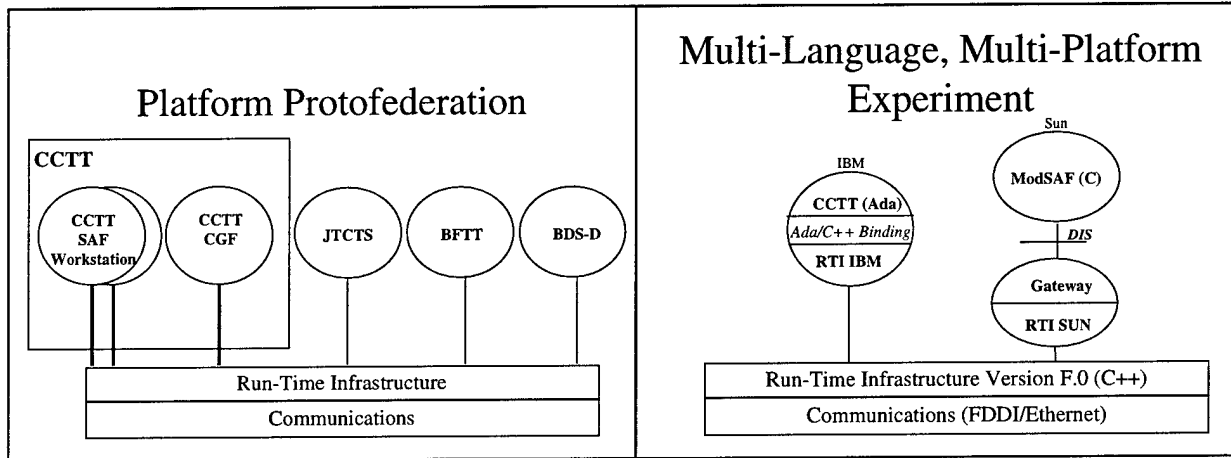 Platform Protofederation
CCTT
CCTT
SAF
Workstation
CCTT
CGF
JTCTS
BFTT
BDS-D
Run-Time Infrastructure
Communications
Multi-Language, Multi-Platform
Experiment
IBM
CCTT (Ada)
Ada/C++ Binding
RTI IBM
Sun
ModSAF (C)
DIS
Gateway
RTI SUN
Run-Time Infrastructure Version F.0 (C++)
Communications (FDDI/Ethernet)